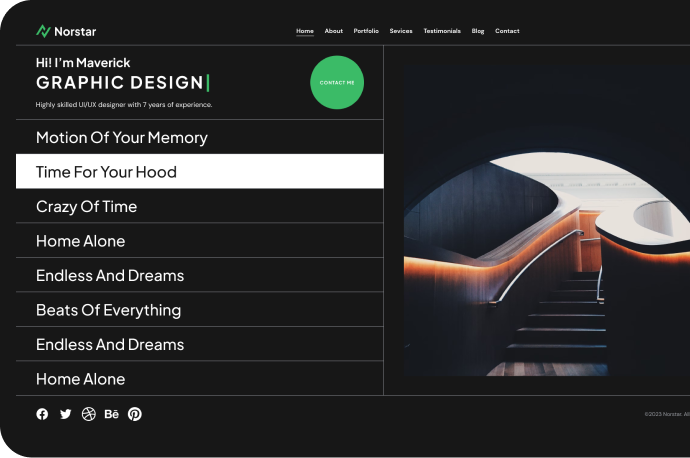 Norstar
Home About Portfolio Sevices Testimonials Blog Contact
Hi! I'm Maverick
GRAPHIC DESIGN
CONTACT ME
Highly skilled UI/UX designer with 7 years of experience.
Motion Of Your Memory
Time For Your Hood
Crazy Of Time
Home Alone
Endless And Dreams
Beats Of Everything
Endless And Dreams
Home Alone
Bē
©2023 Norstar. All